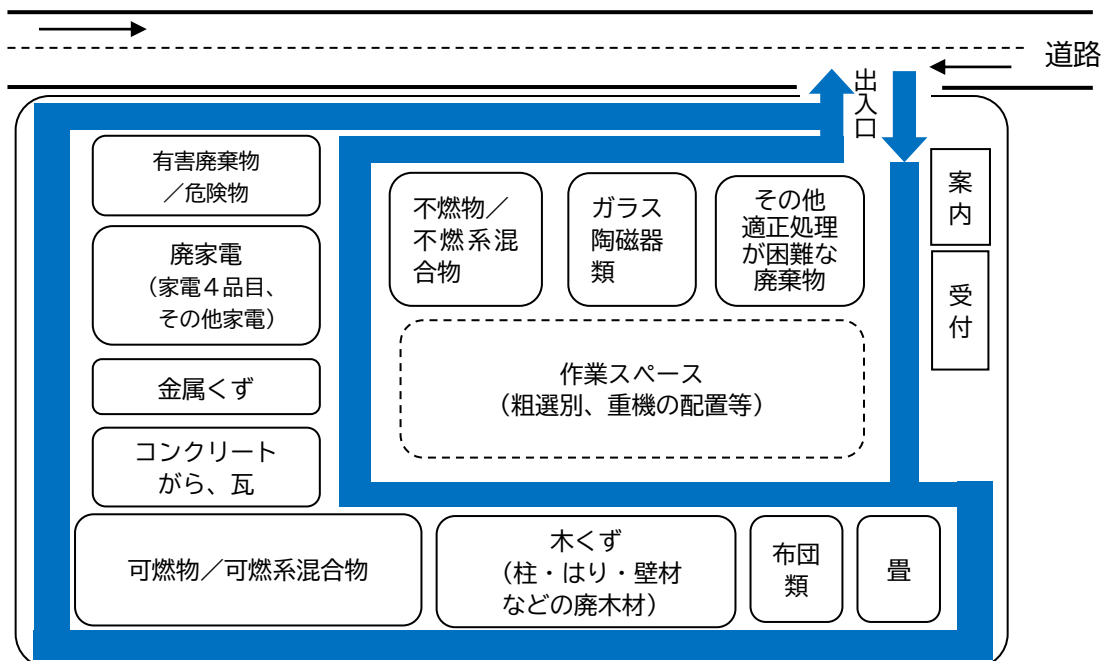 道路
出入口
案内
受付
有害廃棄物
／危険物
廃家電
（家電４品目、
その他家電）
金属くず
コンクリート
がら、瓦
不燃物／
不燃系混
合物
ガラス
陶磁器
類
その他
適正処理
が困難な
廃棄物
作業スペース
（粗選別、重機の配置等）
可燃物／可燃系混合物
木くず
（柱・はり・壁材
などの廃木材）
布団
類
畳